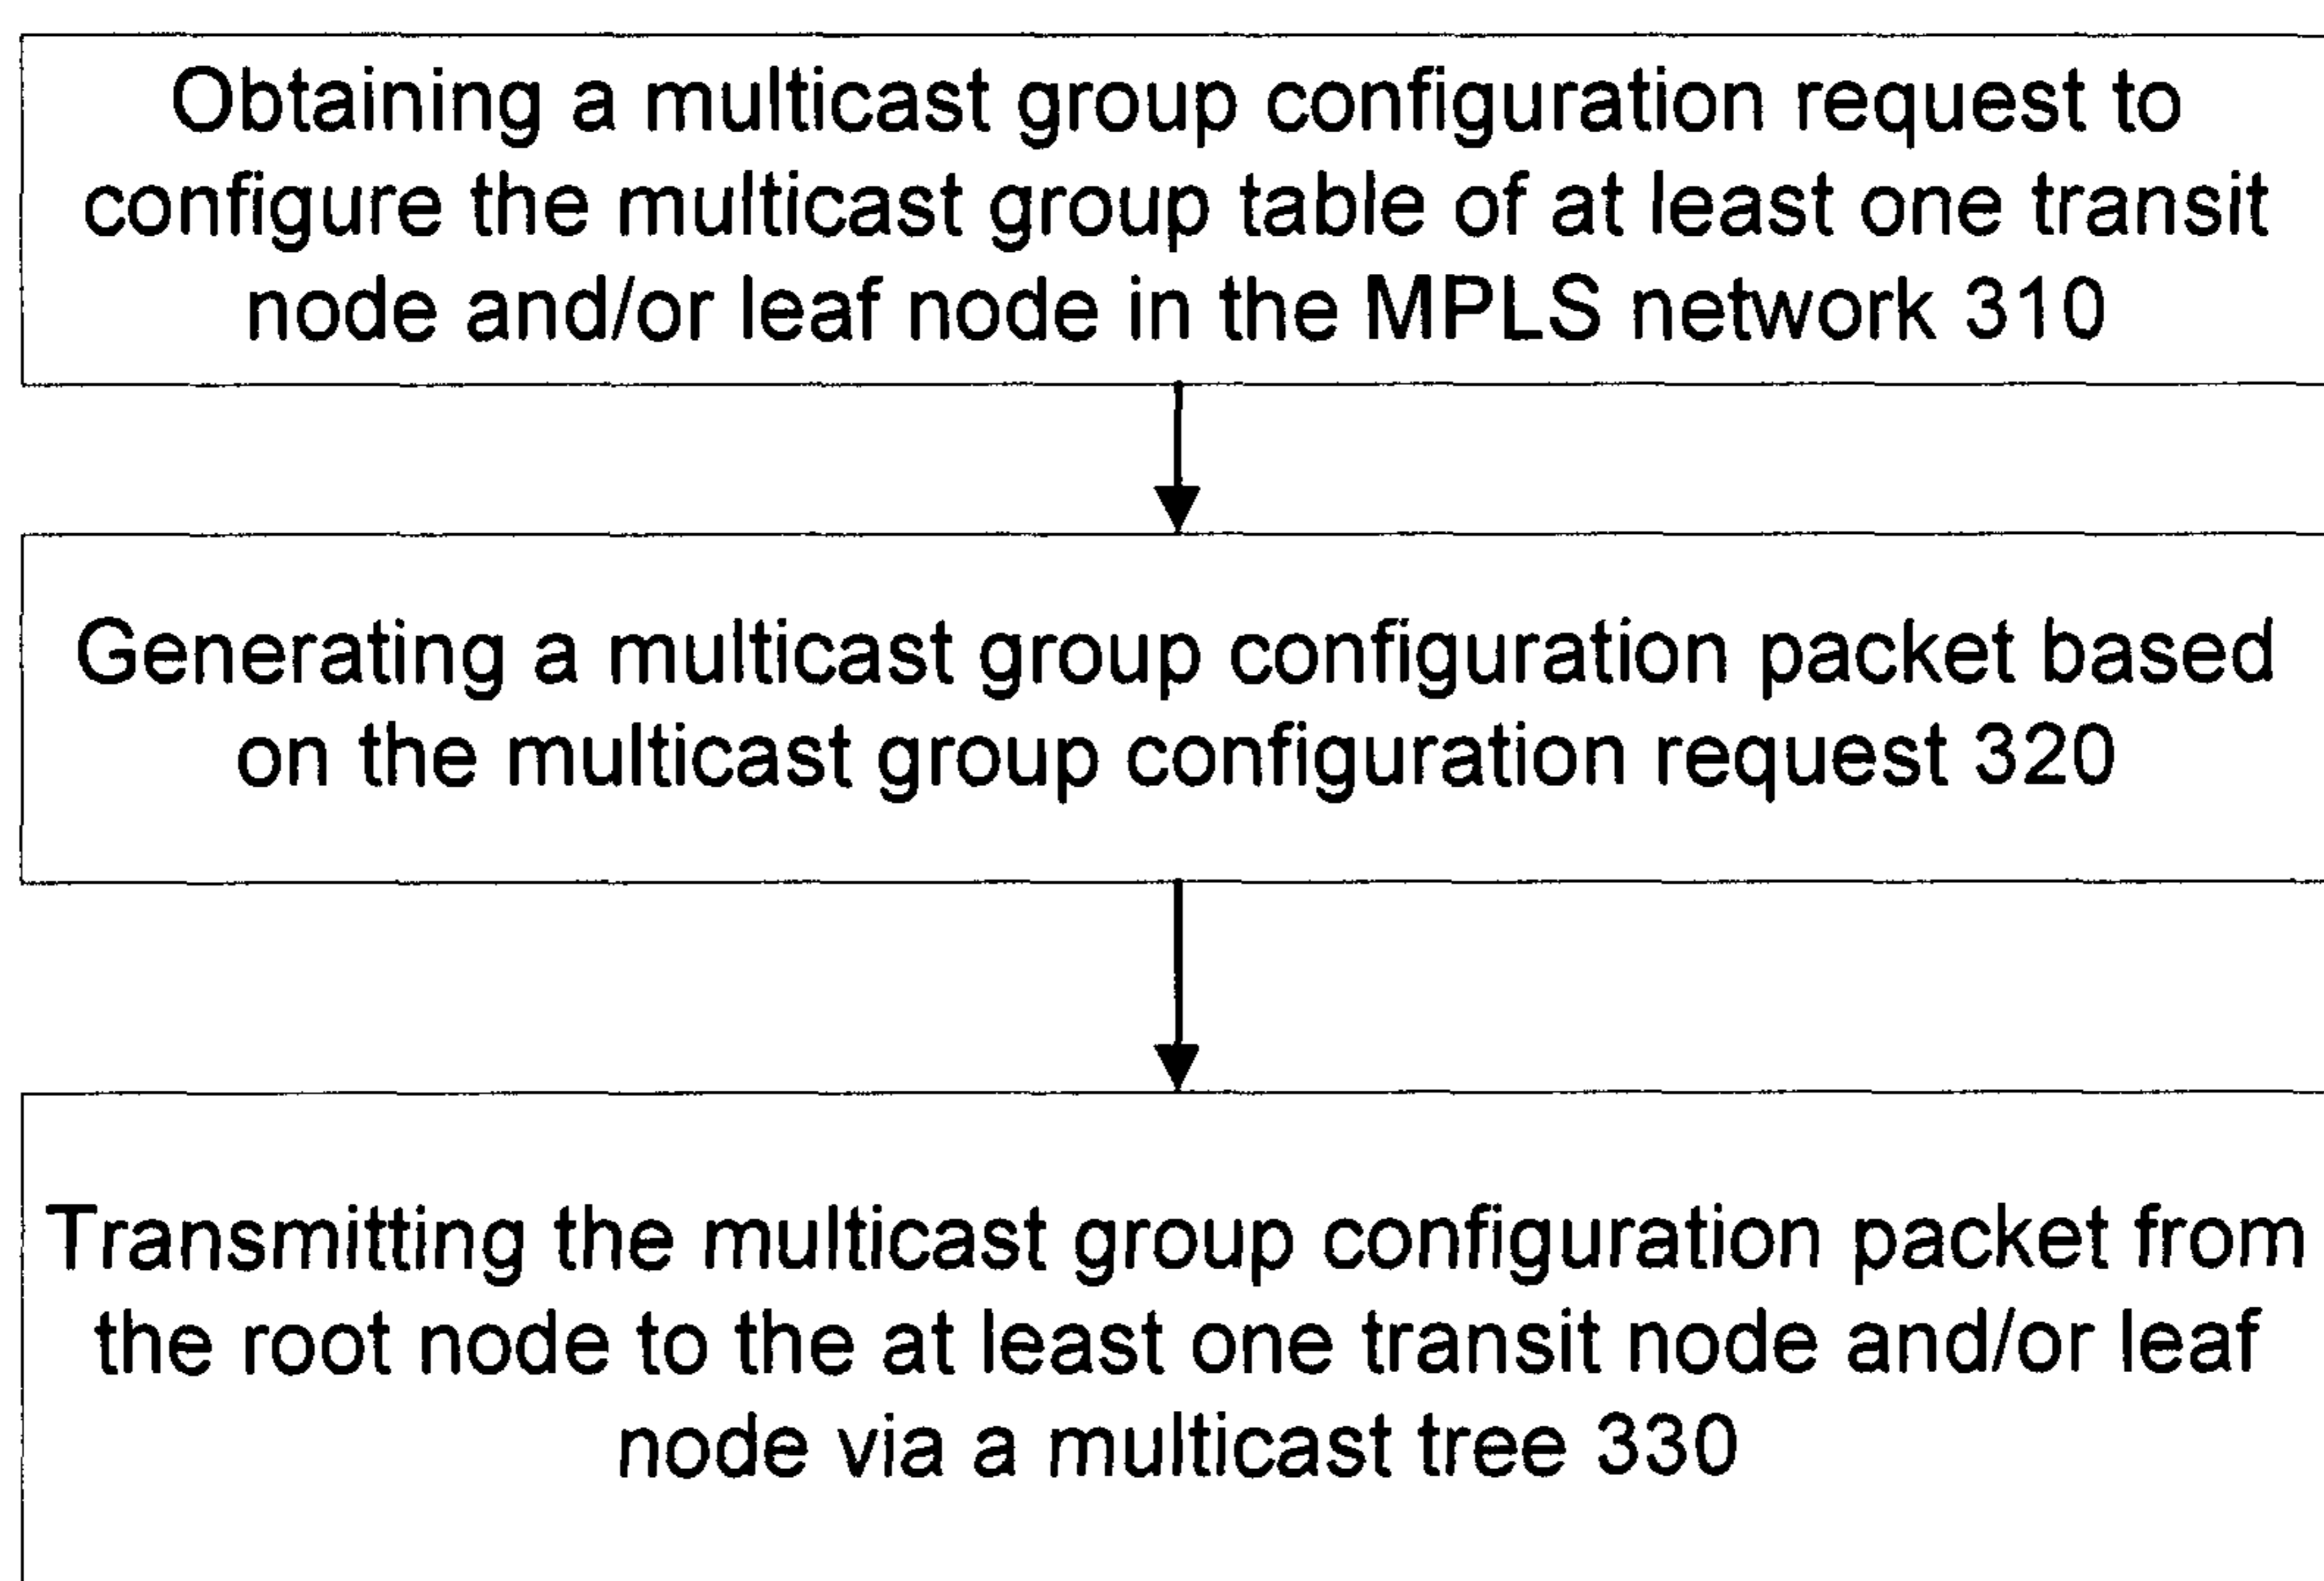 Obtaining a multicast group configuration request to
configure the multicast group table of at least one transit
node and/or leaf node in the MPLS network 310
Generating a multicast group configuration packet based
on the multicast group configuration request 320
Transmitting the multicast group configuration packet from
the root node to the at least one transit node and/or leaf
node via a multicast tree 330